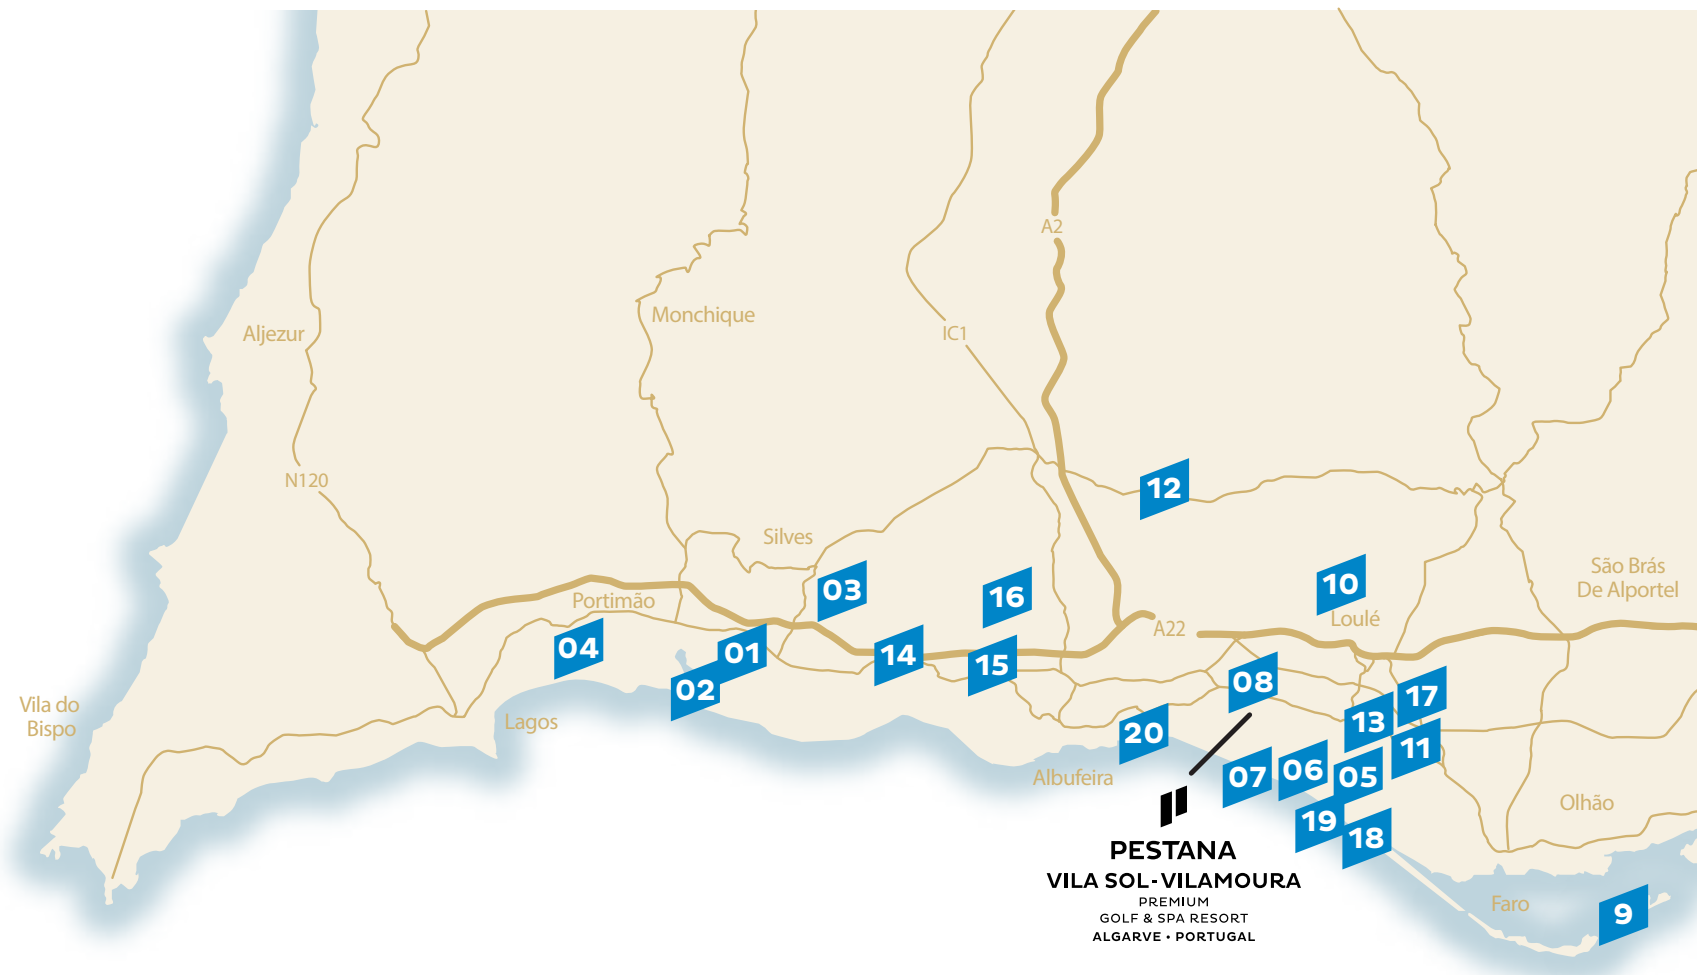 A2
Monchique
Aljezur
IC1
N120
12
Silves
São Brás
De Alportel
03
16
10
Portimão
Loulé
A22
04
01
14
15
08
02
17
Vila do
Bispo
Lagos
13
20
11
Albufeira
07
06
05
Olhão
19
18
PESTANA
VILA SOL-VILAMOURA
PREMIUM
GOLF & SPA RESORT
ALGARVE • PORTUGAL
Faro
9